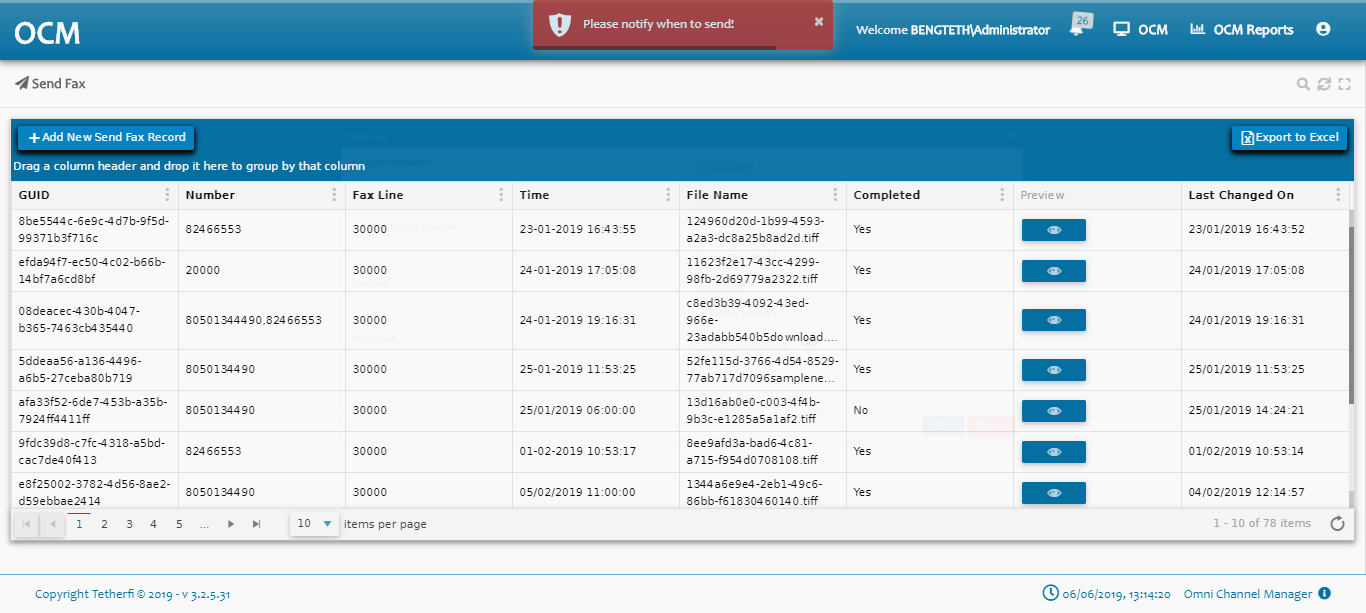 OCM
Please notify when to send!
Welcome BENGTETH\Administrator
26
OCM
OCM Reports
Send Fax
Add New Send Fax Record
Export to Excel
Drag a column header and drop it here to group by that column
GUID Number Fax Line Time File Name Completed Preview Last Changed On
8be5544c-6e9c-4d7b-9f5d-
99371b3f716c
82466553
30000
23-01-2019 16:43:55
124960d20d-1b99-4593-
a2a3-dc8a25b8ad2d.tiff
Yes
23/01/2019 16:43:52
efda94f7-ec50-4c02-b66b-
14bf7a6cd8bf
20000
30000
24-01-2019 17:05:08
11623f2e17-43cc-4299-
98fb-2d69779a2322.tiff
Yes
24/01/2019 17:05:08
08deacec-430b-4047-
b365-7463cb435440
80501344490,82466553
30000
24-01-2019 19:16:31
c8ed3b39-4092-43ed-
966e-
23adabb540b5download....
Yes
24/01/2019 19:16:31
5ddeaa56-a136-4496-
a6b5-27ceba80b719
8050134490
30000
25-01-2019 11:53:25
52fe115d-3766-4d54-8529-
77ab717d7096samplene...
Yes
25/01/2019 11:53:25
afa33f52-6de7-453b-a35b-
7924ff4411ff
8050134490
30000
25/01/2019 06:00:00
13d16ab0e0-c003-4f4b-
9b3c-e1285a5a1af2.tiff
No
25/01/2019 14:24:21
9fdc39d8-c7fc-4318-a5bd-
cac7de40f413
82466553
30000
01-02-2019 10:53:17
8ee9afd3a-bad6-4c81-
a715-f954d0708108.tiff
Yes
01/02/2019 10:53:14
e8f25002-3782-4d56-8ae2-
d59ebbae2414
8050134490
30000
05/02/2019 11:00:00
1344a6e9e4-2eb1-49c6-
86bb-f61830460140.tiff
Yes
04/02/2019 12:14:57
1 2 3 4 5 ... 10 items per page
1 - 10 of 78 items
Copyright Tetherfi © 2019 - v 3.2.5.31
06/06/2019, 13:14:20
Omni Channel Manager